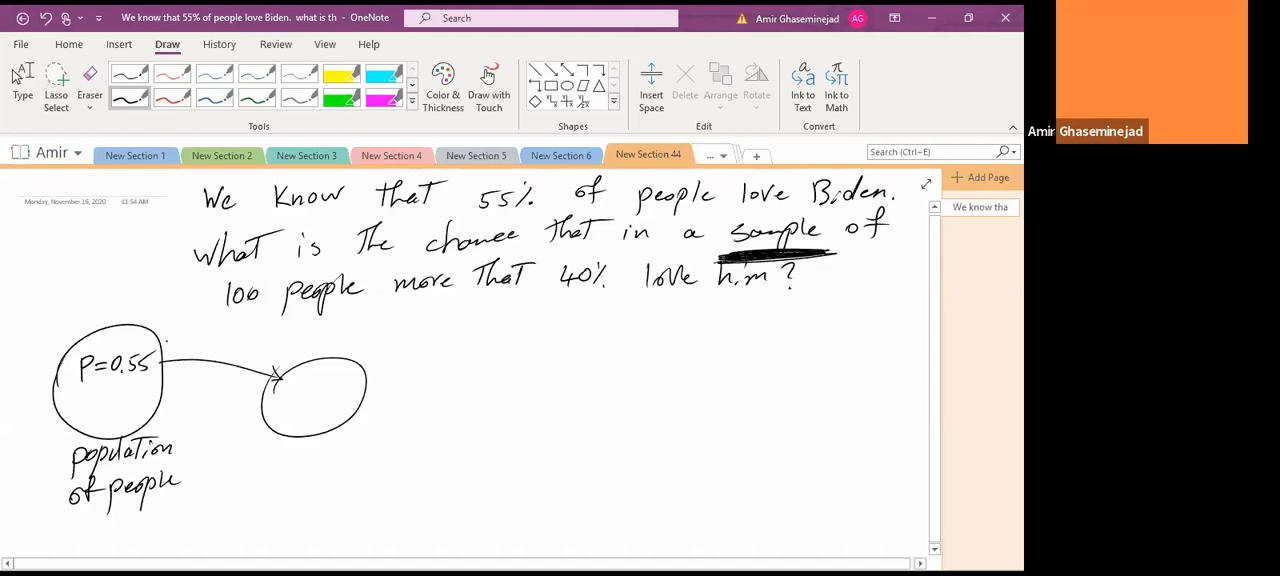 We know that 55% of people love Biden. what is th - OneNote
Search
Amir Ghaseminejad
AG
File Home Insert Draw History Review View Help
Type
Lasso Select
Eraser
Color & Thickness
Draw with Touch
Insert Space
Delete
Arrange
Rotate
Ink to Text
Ink to Math
Tools
Shapes
Edit
Convert
Amir
New Section 1
New Section 2
New Section 3
New Section 4
New Section 5
New Section 6
New Section 44
...
Search (Ctrl+E)
Amir Ghaseminejad
Add Page
We know tha
Monday, November 16, 2020 11:54 AM
We know that 55% of people love Biden.
what is the chance that in a sample of
100 people more that 40% love him?
P=0.55
population
of people